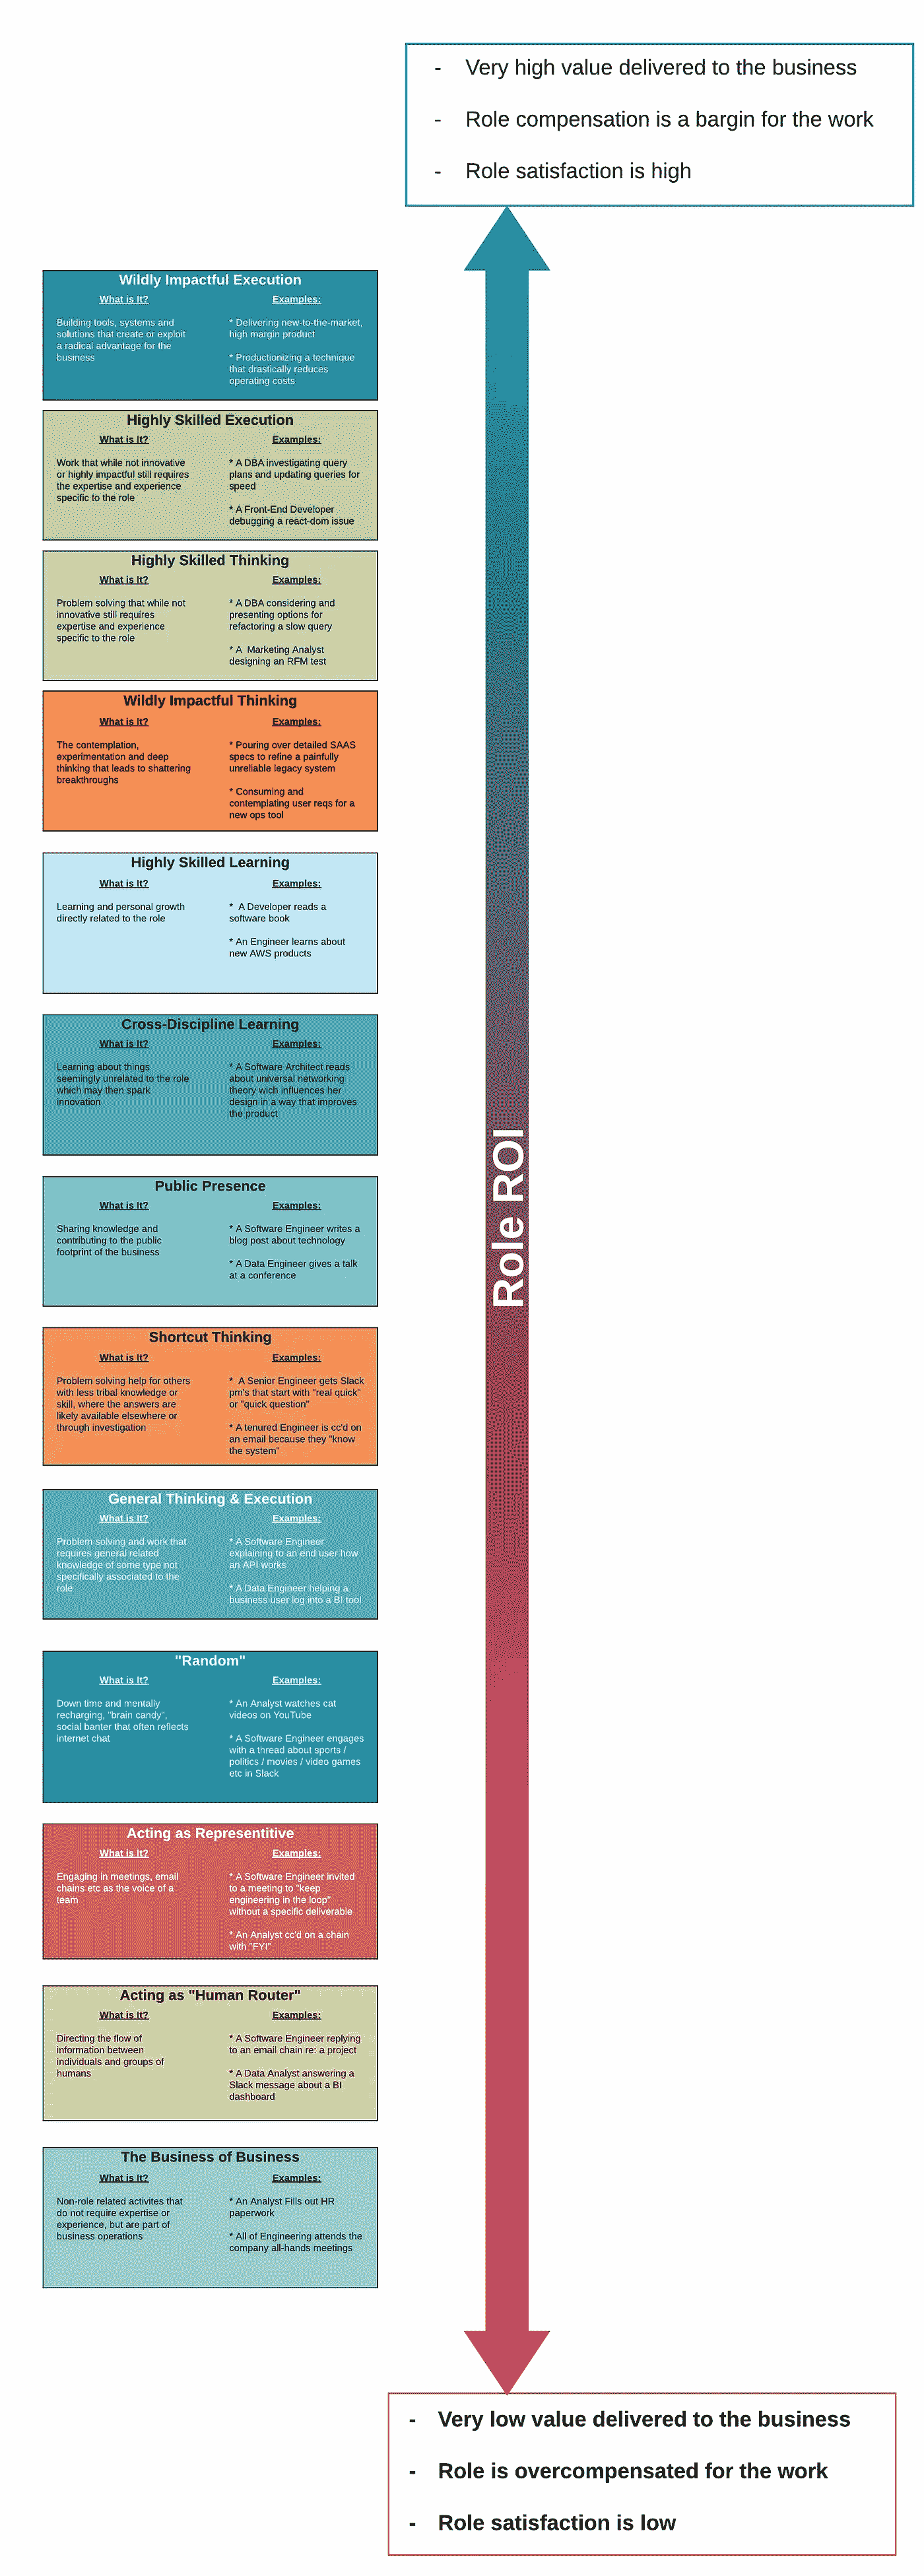 - Very high value delivered to the business
- Role compensation is a bargin for the work
- Role satisfaction is high
Wildly Impactful Execution
What is It?
Building tools, systems and
solutions that create or exploit
a radical advantage for the
business
Examples:
* Delivering new-to-the-market,
high margin product
* Productionizing a technique
that drastically reduces
operating costs
Highly Skilled Execution
What is It?
Work that while not innovative
or highly impactful still requires
the expertise and experience
specific to the role
Examples:
* A DBA investigating query
plans and updating queries for
speed
* A Front-End Developer
debugging a react-dom issue
Highly Skilled Thinking
What is It?
Problem solving that while not
innovative still requires
expertise and experience
specific to the role
Examples:
* A DBA considering and
presenting options for
refactoring a slow query
* A Marketing Analyst
designing an RFM test
Wildly Impactful Thinking
What is It?
The contemplation,
experimentation and deep
thinking that leads to shattering
breakthroughs
Examples:
* Pouring over detailed SAAS
specs to refine a painfully
unreliable legacy system
* Consuming and
contemplating user reqs for a
new ops tool
Highly Skilled Learning
What is It?
Learning and personal growth
directly related to the role
Examples:
* A Developer reads a
software book
* An Engineer learns about
new AWS products
Cross-Discipline Learning
What is It?
Learning about things
seemingly unrelated to the role
which may then spark
innovation
Examples:
* A Software Architect reads
about universal networking
theory wich influences her
design in a way that improves
the product
Role ROI
Public Presence
What is It?
Sharing knowledge and
contributing to the public
footprint of the business
Examples:
* A Software Engineer writes a
blog post about technology
* A Data Engineer gives a talk
at a conference
Shortcut Thinking
What is It?
Problem solving help for others
with less tribal knowledge or
skill, where the answers are
likely available elsewhere or
through investigation
Examples:
* A Senior Engineer gets Slack
pm's that start with "real quick"
or "quick question"
* A tenured Engineer is cc'd on
an email because they "know
the system"
General Thinking & Execution
What is It?
Problem solving and work that
requires general related
knowledge of some type not
specifically associated to the
role
Examples:
* A Software Engineer
explaining to an end user how
an API works
* A Data Engineer helping a
business user log into a BI tool
"Random"
What is It?
Down time and mentally
recharging, "brain candy",
social banter that often reflects
internet chat
Examples:
* An Analyst watches cat
videos on YouTube
* A Software Engineer engages
with a thread about sports /
politics / movies / video games
etc in Slack
Acting as Representitive
What is It?
Engaging in meetings, email
chains etc as the voice of a
team
Examples:
* A Software Engineer invited
to a meeting to "keep
engineering in the loop"
without a specific deliverable
* An Analyst cc'd on a chain
with "FYI"
Acting as "Human Router"
What is It?
Directing the flow of
information between
individuals and groups of
humans
Examples:
* A Software Engineer replying
to an email chain re: a project
* A Data Analyst answering a
Slack message about a BI
dashboard
The Business of Business
What is It?
Non-role related activites that
do not require expertise or
experience, but are part of
business operations
Examples:
* An Analyst Fills out HR
paperwork
* All of Engineering attends the
company all-hands meetings
- Very low value delivered to the business
- Role is overcompensated for the work
- Role satisfaction is low